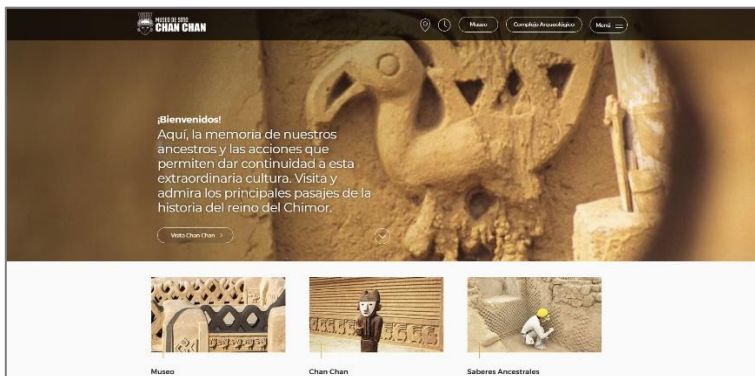 MUSEO DE SITIO
CHAN CHAN
Museo
Complejo Arqueológico
Menú
¡Bienvenidos!
Aquí, la memoria de nuestros
ancestros y las acciones que
permiten dar continuidad a esta
extraordinaria cultura. Visita y
admira los principales pasajes de la
historia del reino del Chimor.
Visita Chan Chan >
Museo
Chan Chan
Saberes Ancestrales